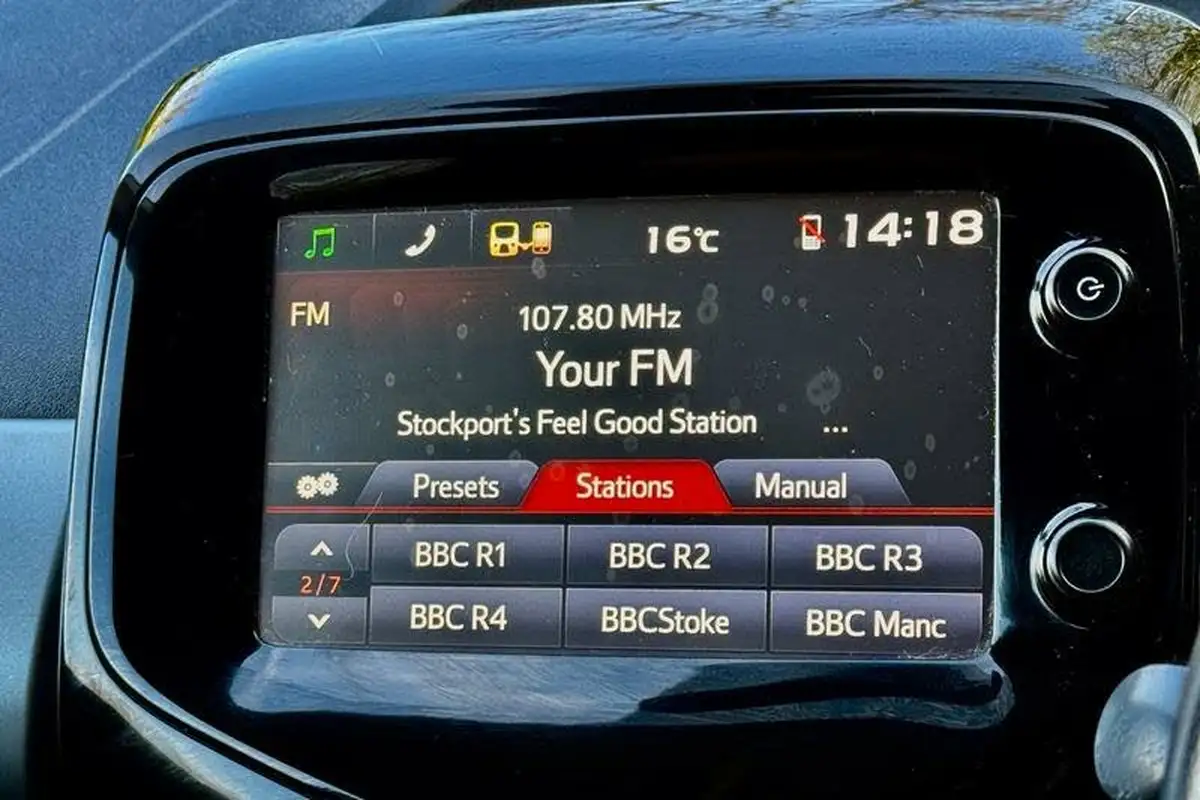 16°C 14:18
FM 107.80 MHz
Your FM
Stockport's Feel Good Station ...
Presets Stations Manual
BBC R1 BBC R2 BBC R3
2/7
BBC R4 BBCStoke BBC Manc